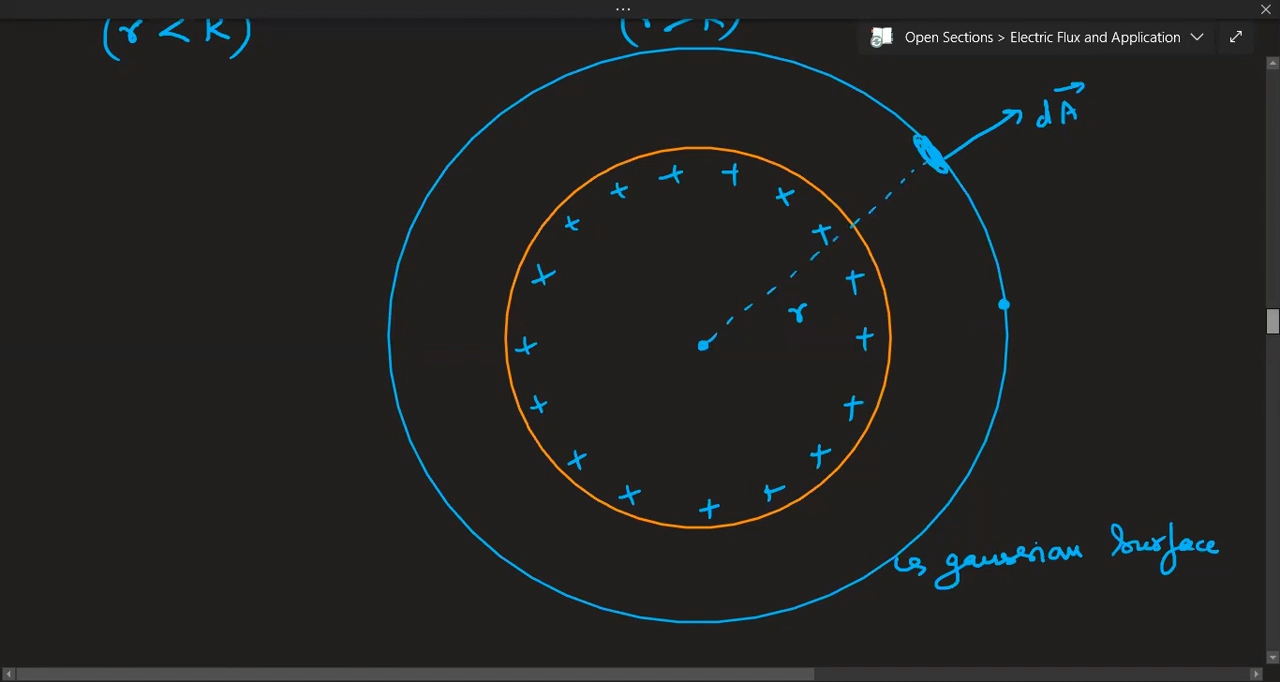 ...
Open Sections > Electric Flux and Application
(r < R)
dA
+ + + + + + + + + + + + + + + + + +
r
↳ gaussian Surface